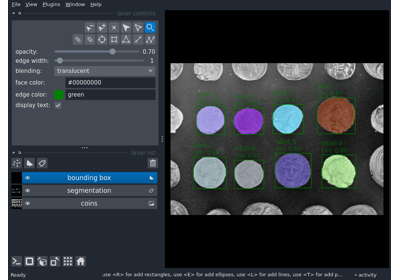 File View Plugins Window Help
layer controls
opacity: 0.70
edge width: 1
blending: translucent
face color: #00000000
edge color: green
display text:
layer list
bounding box
segmentation
coins
Ready use <R> for add rectangles, use <E> for add ellipses, use <L> for add lines, use <T> for add p... activity